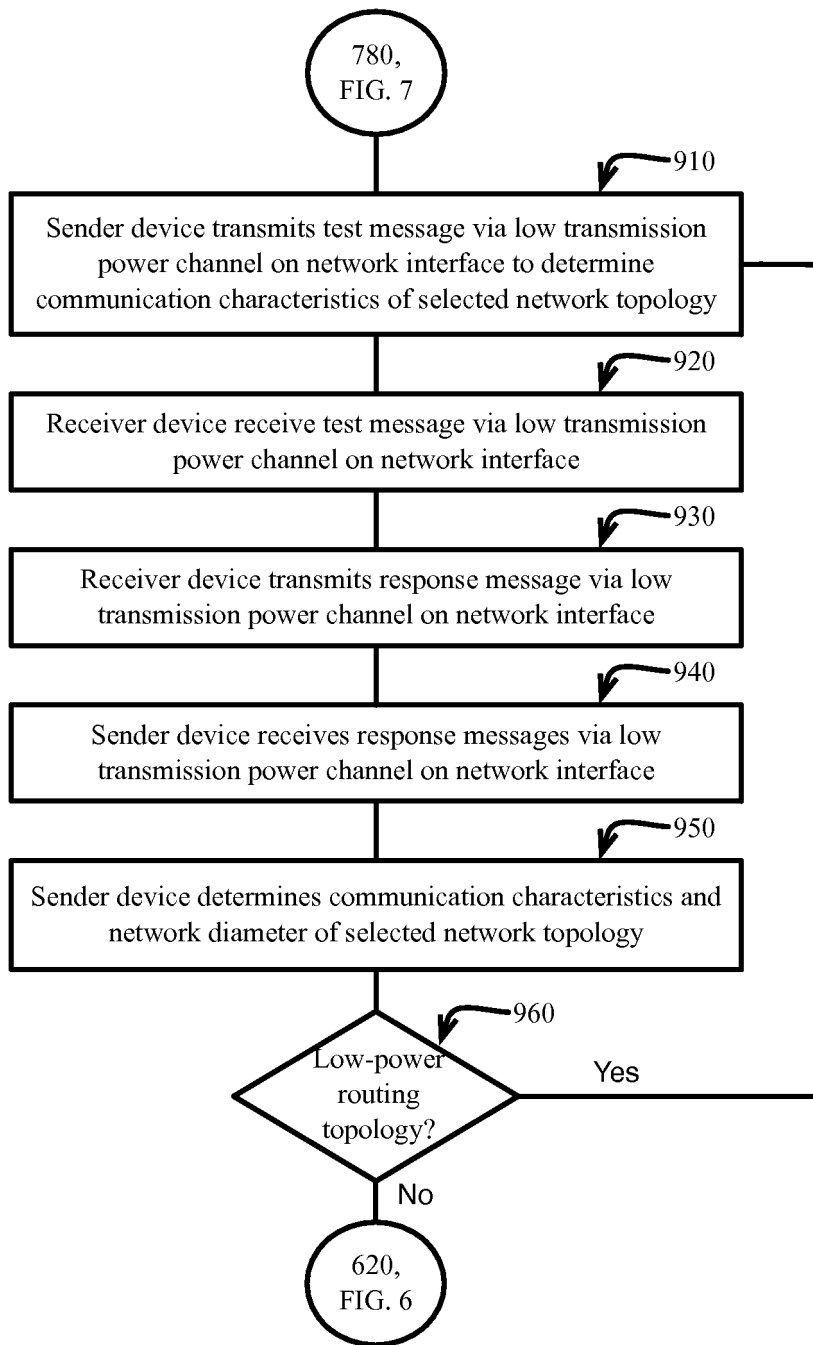 780,
FIG. 7
910
Sender device transmits test message via low transmission
power channel on network interface to determine
communication characteristics of selected network topology
920
Receiver device receive test message via low transmission
power channel on network interface
930
Receiver device transmits response message via low
transmission power channel on network interface
940
Sender device receives response messages via low
transmission power channel on network interface
950
Sender device determines communication characteristics and
network diameter of selected network topology
960
Low-power
routing
topology?
Yes
No
620,
FIG. 6